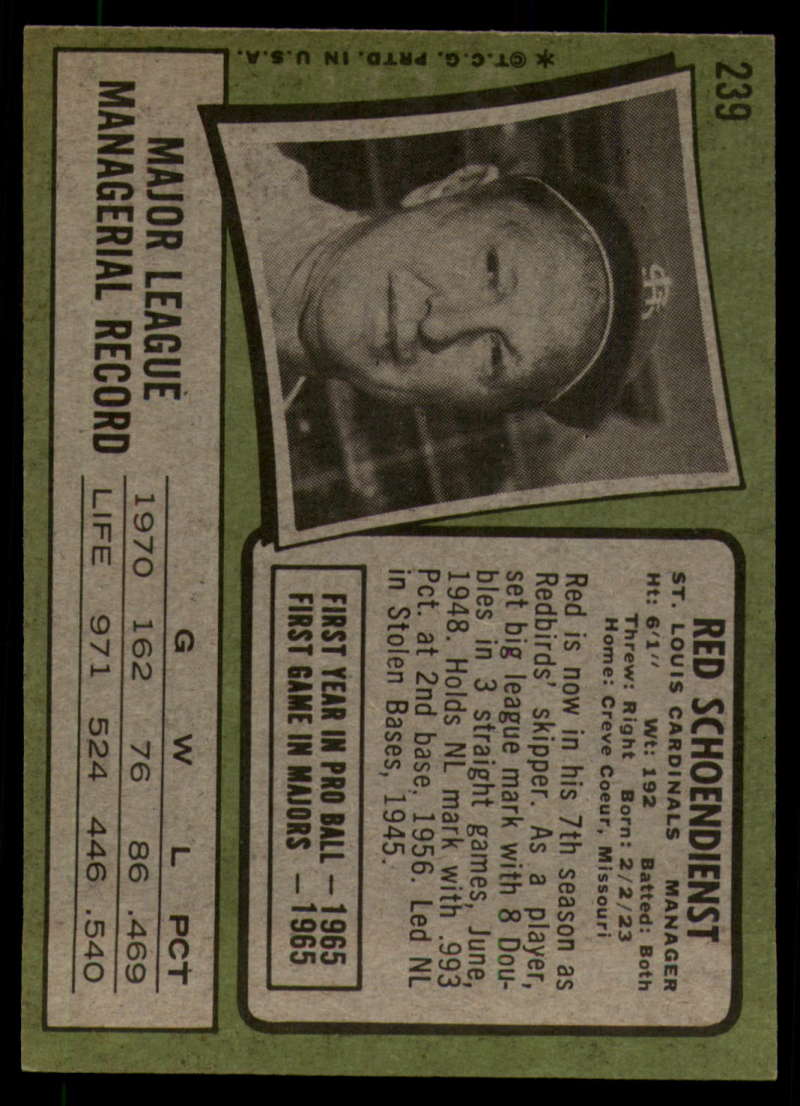 239
*©T.C.G. PRTD. IN U.S.A.
RED SCHOENDIENST
ST. LOUIS CARDINALS MANAGER
Ht: 6'1" Wt: 192 Batted: Both
Threw: Right Born: 2/2/23
Home: Creve Coeur, Missouri
Red is now in his 7th season as
Redbirds' skipper. As a player,
set big league mark with 8 Dou-
bles in 3 straight games, June,
1948. Holds NL mark with .993
Pct. at 2nd base, 1956. Led NL
in Stolen Bases, 1945.
FIRST YEAR IN PRO BALL — 1965
FIRST GAME IN MAJORS — 1965
MAJOR LEAGUE
MANAGERIAL RECORD
G W L PCT
1970 162 76 86 .469
LIFE 971 524 446 .540